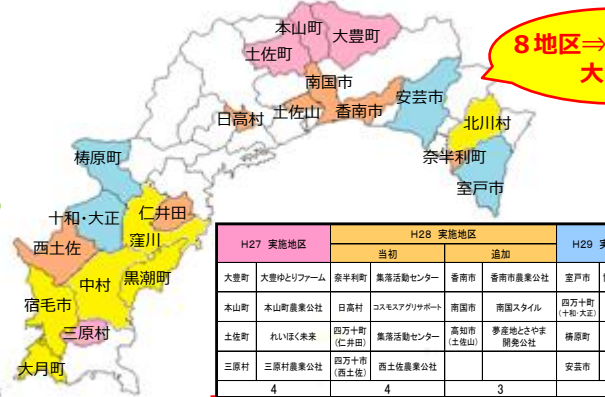 本山町
大豊町
土佐町
8地区⇒
大
南国市
安芸市
日高村
土佐山
香南市
北川村
奈半利町
梼原町
室戸市
十和・大正
仁井田
西土佐
窪川
中村
黒潮町
宿毛市
三原村
大月町
H27 実施地区
H28 実施地区
H29 実
当初
追加
大豊町 大豊ゆとりファーム 奈半利町 集落活動センター 香南市 香南市農業公社 室戸市
本山町 本山町農業公社 日高村 コスモスアグリサポート 南国市 南国スタイル 四万十町
(十和・大正)
土佐町 れいほく未来 四万十町
(仁井田) 集落活動センター 高知市
(土佐山) 夢産地とさやま
開発公社 梼原町
三原村 三原村農業公社 四万十市
(西土佐) 西土佐農業公社 安芸市
4 4 3